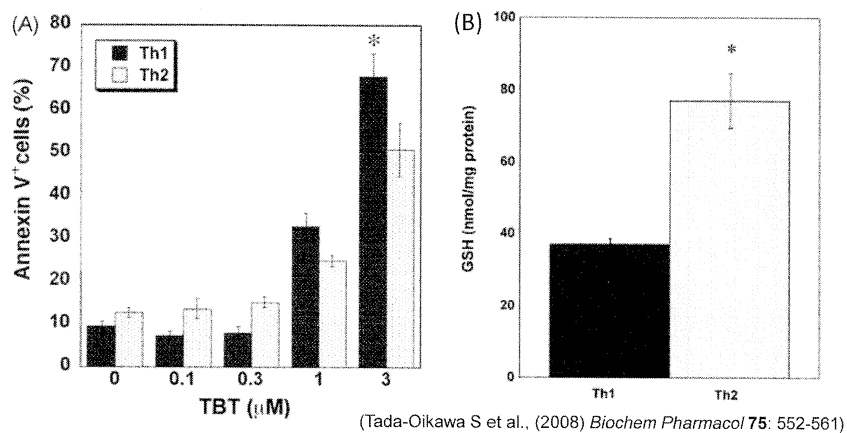 (A)
80
70
60
50
40
30
20
10
0
Annexin V+cells (%)
Th1
Th2
*
0 0.1 0.3 1 3
TBT (µM)
(B)
100
80
60
40
20
0
GSH (nmol/mg protein)
*
Th1 Th2
(Tada-Oikawa S et al., (2008) Biochem Pharmacol 75: 552-561)